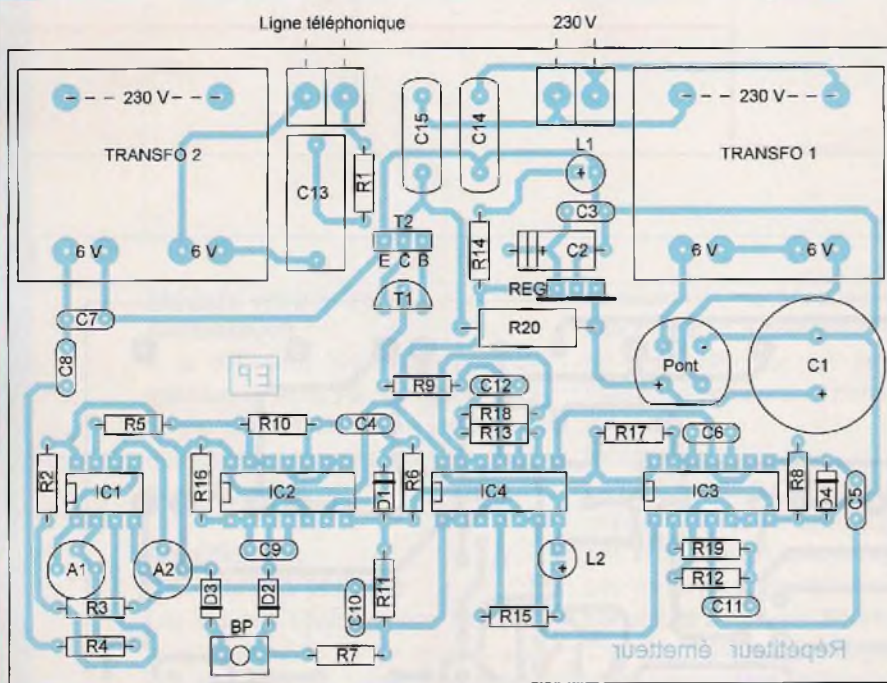 Ligne téléphonique 230 V
- - - 230 V - - -
TRANSFO 2
C15
C14
L1
+
- - - 230 V - - -
TRANSFO 1
C13
R1
T2
E C B
C3
R14
+
C2
6 V
6 V
6 V
6 V
T1
REG
C7
R20
C8
EP
Pont
-
+
C1
-
+
R9
C12
R5
R10
C4
R18
R13
R17
C6
R2
IC1
R16
IC2
D1
R6
IC4
IC3
R8
D4
C5
A1
A2
C9
L2
+
R19
R3
D3
D2
C10
R11
R12
R4
BP
R7
R15
C11
Répétiteur émetteur